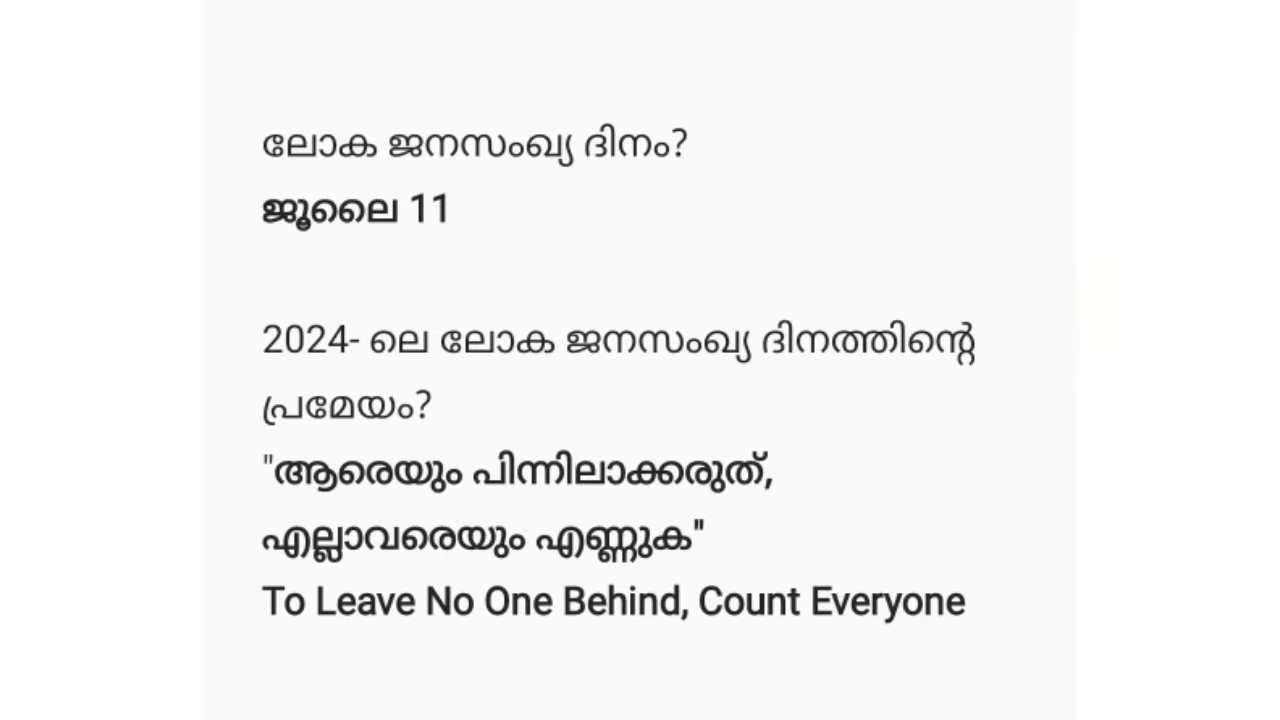 ലോക ജനസംഖ്യ ദിനം?
ജൂലൈ 11
2024- ലെ ലോക ജനസംഖ്യ ദിനത്തിന്റെ
പ്രമേയം?
"ആരെയും പിന്നിലാക്കരുത്,
എല്ലാവരെയും എണ്ണുക"
To Leave No One Behind, Count Everyone